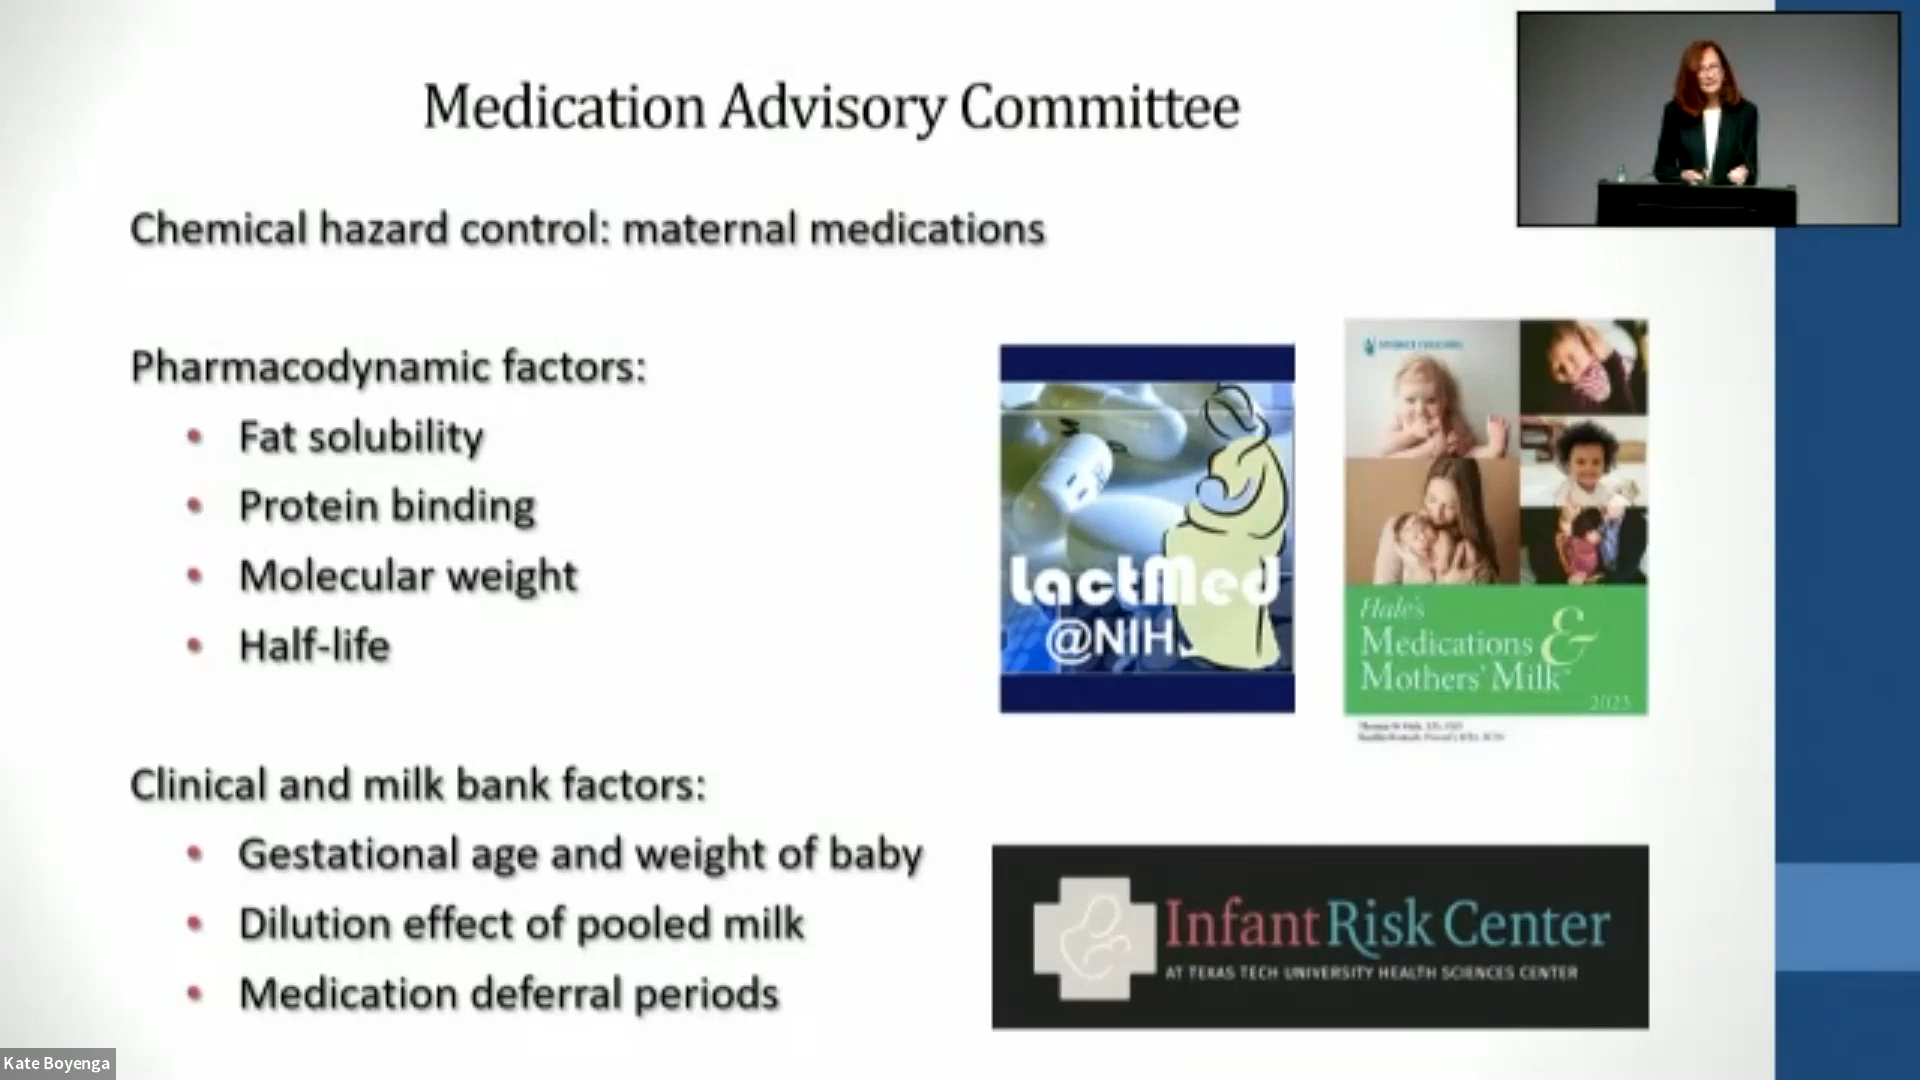 Medication Advisory Committee
Chemical hazard control: maternal medications
Pharmacodynamic factors:
• Fat solubility
• Protein binding
• Molecular weight
• Half-life
Clinical and milk bank factors:
• Gestational age and weight of baby
• Dilution effect of pooled milk
• Medication deferral periods
LactMed
@NIH
Hale's
Medications &
Mothers' Milk™
2023
InfantRisk Center
AT TEXAS TECH UNIVERSITY HEALTH SCIENCES CENTER
Kate Boyenga